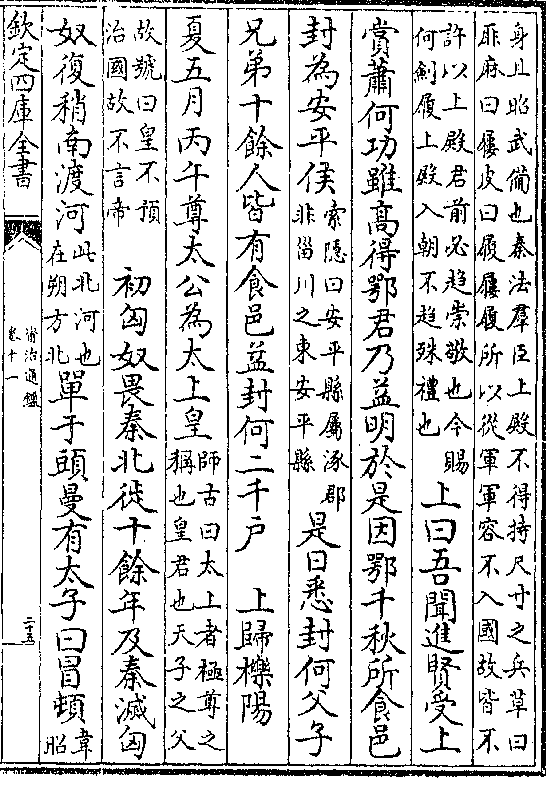 身且昭武備也秦法羣臣上殿不得持尺寸之兵草曰
屝麻曰屨皮曰履屨履所以從軍軍容不入國故皆不
許以上殿君前必趨崇敬也今賜
何劍履上殿入朝不趨殊禮也
上曰吾聞進賢受上
賞蕭何功雖高得鄂君乃益明於是因鄂千秋所食邑
封為安平侯
索隱曰安平縣屬涿郡
非甾川之東安平縣
是日悉封何父子
兄弟十餘人皆有食邑益封何二千戶　上歸櫟陽
夏五月丙午尊太公為太上皇
師古曰太上者極尊之
稱也皇君也天子之父
故號曰皇不預
治國故不言帝
初匈奴畏秦北徙十餘年及秦滅匈
奴復稍南渡河
此北河也
在朔方北
單于頭曼有太子曰冒頓
韋
昭
欽定四庫全書
資治通鑑
卷十一
二十五